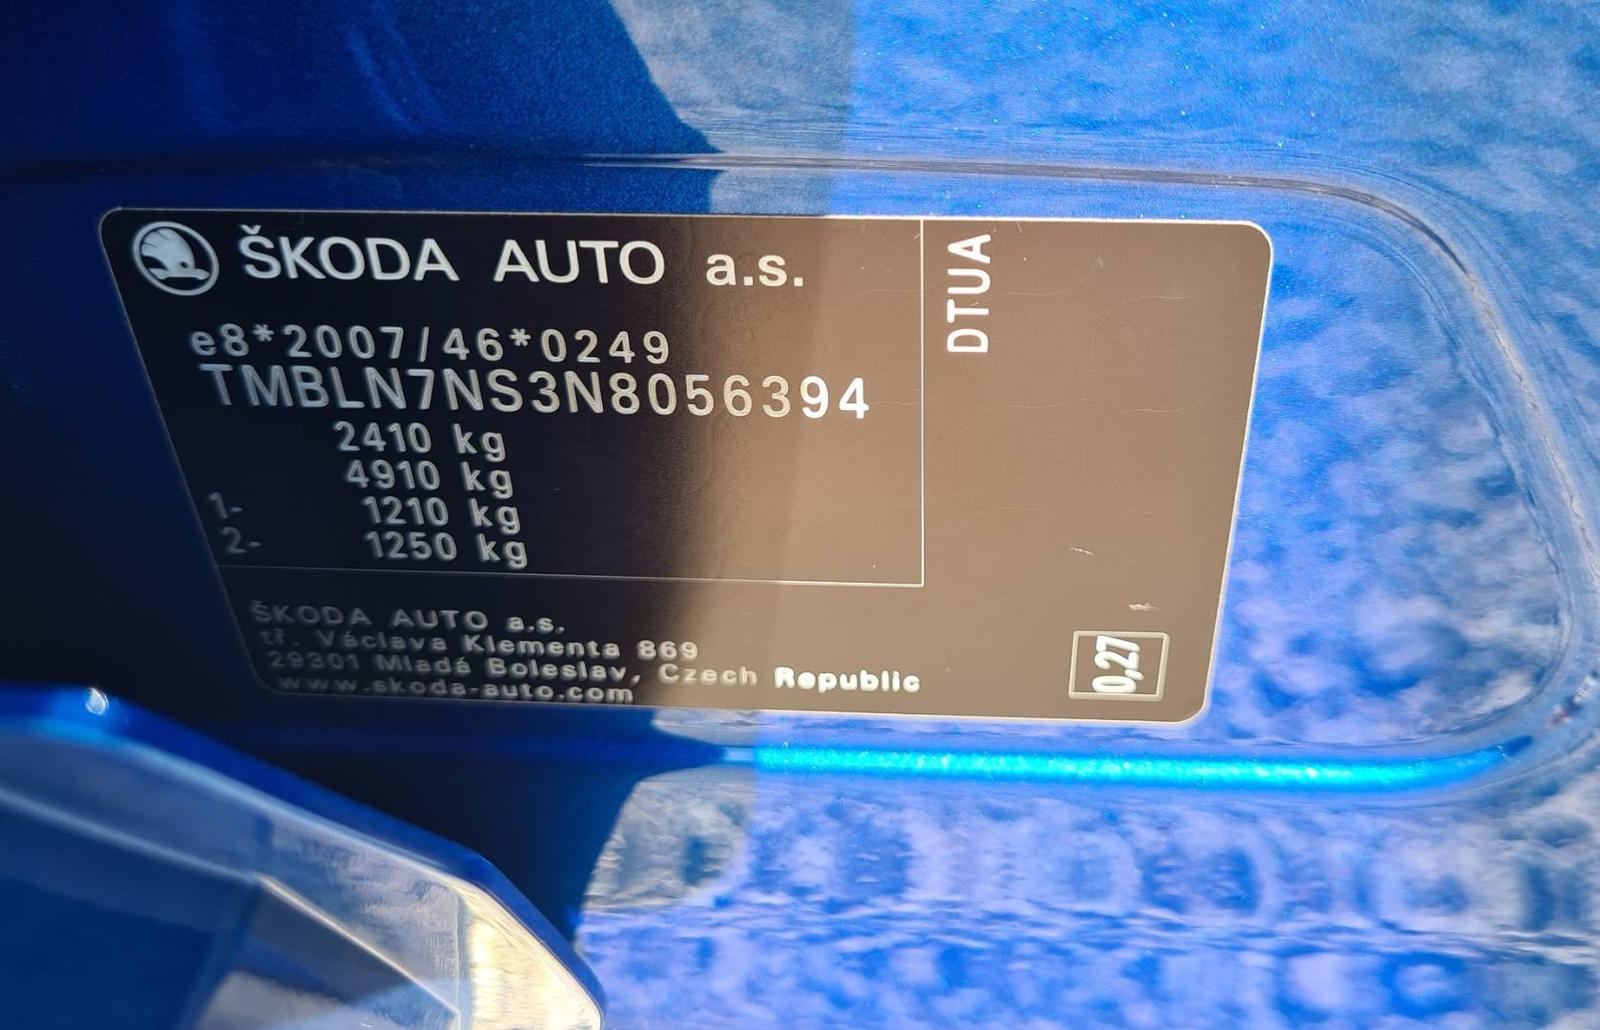 ŠKODA AUTO a.s.
e8*2007/46*0249
TMBLN7NS3N8056394
2410 kg
4910 kg
1- 1210 kg
2- 1250 kg
DTUA
ŠKODA AUTO a.s.
tř. Václava Klementa 869
29301 Mladá Boleslav, Czech Republic
www.skoda-auto.com
0,27